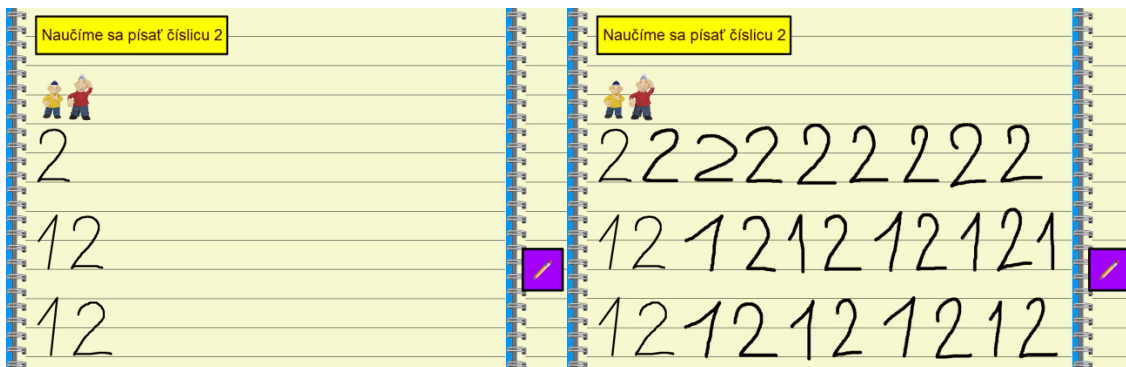 Naučíme sa písať číslicu 2
2
12
12
Naučíme sa písať číslicu 2
2 2 2 2 2 2 2 2 2
12 12 12 12 12 1
12 12 12 12 12